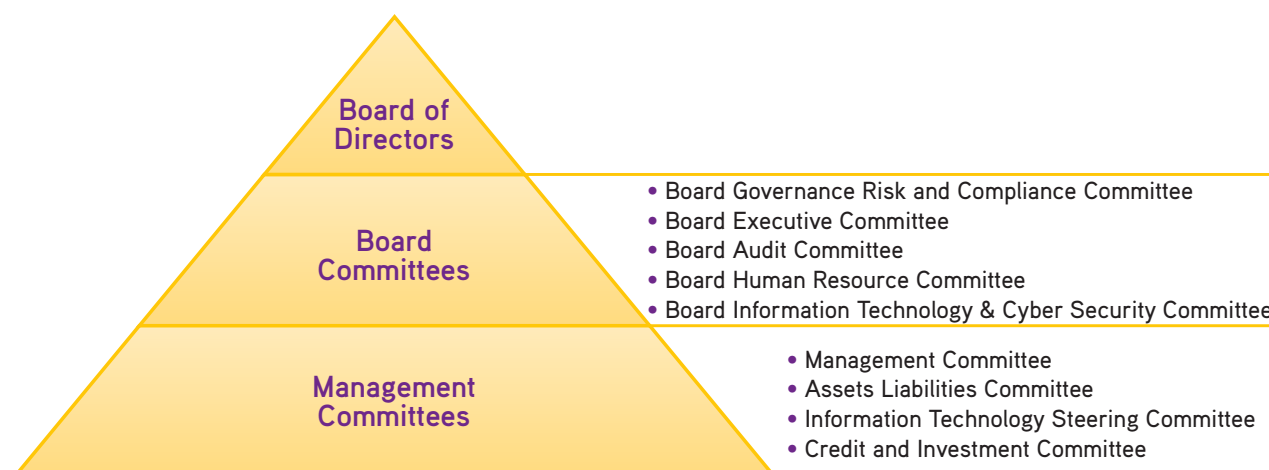 Board of
Directors
Board
Committees
• Board Governance Risk and Compliance Committee
• Board Executive Committee
• Board Audit Committee
• Board Human Resource Committee
• Board Information Technology & Cyber Security Committee
Management
Committees
• Management Committee
• Assets Liabilities Committee
• Information Technology Steering Committee
• Credit and Investment Committee